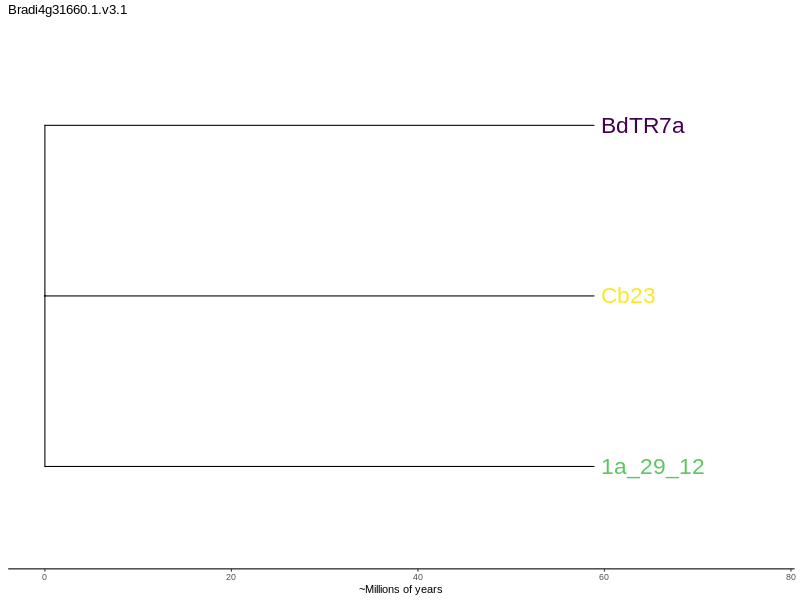 Bradi4g31660.1.v3.1
BdTR7a
Cb23
1a_29_12
0 20 40 60 80
~Millions of years